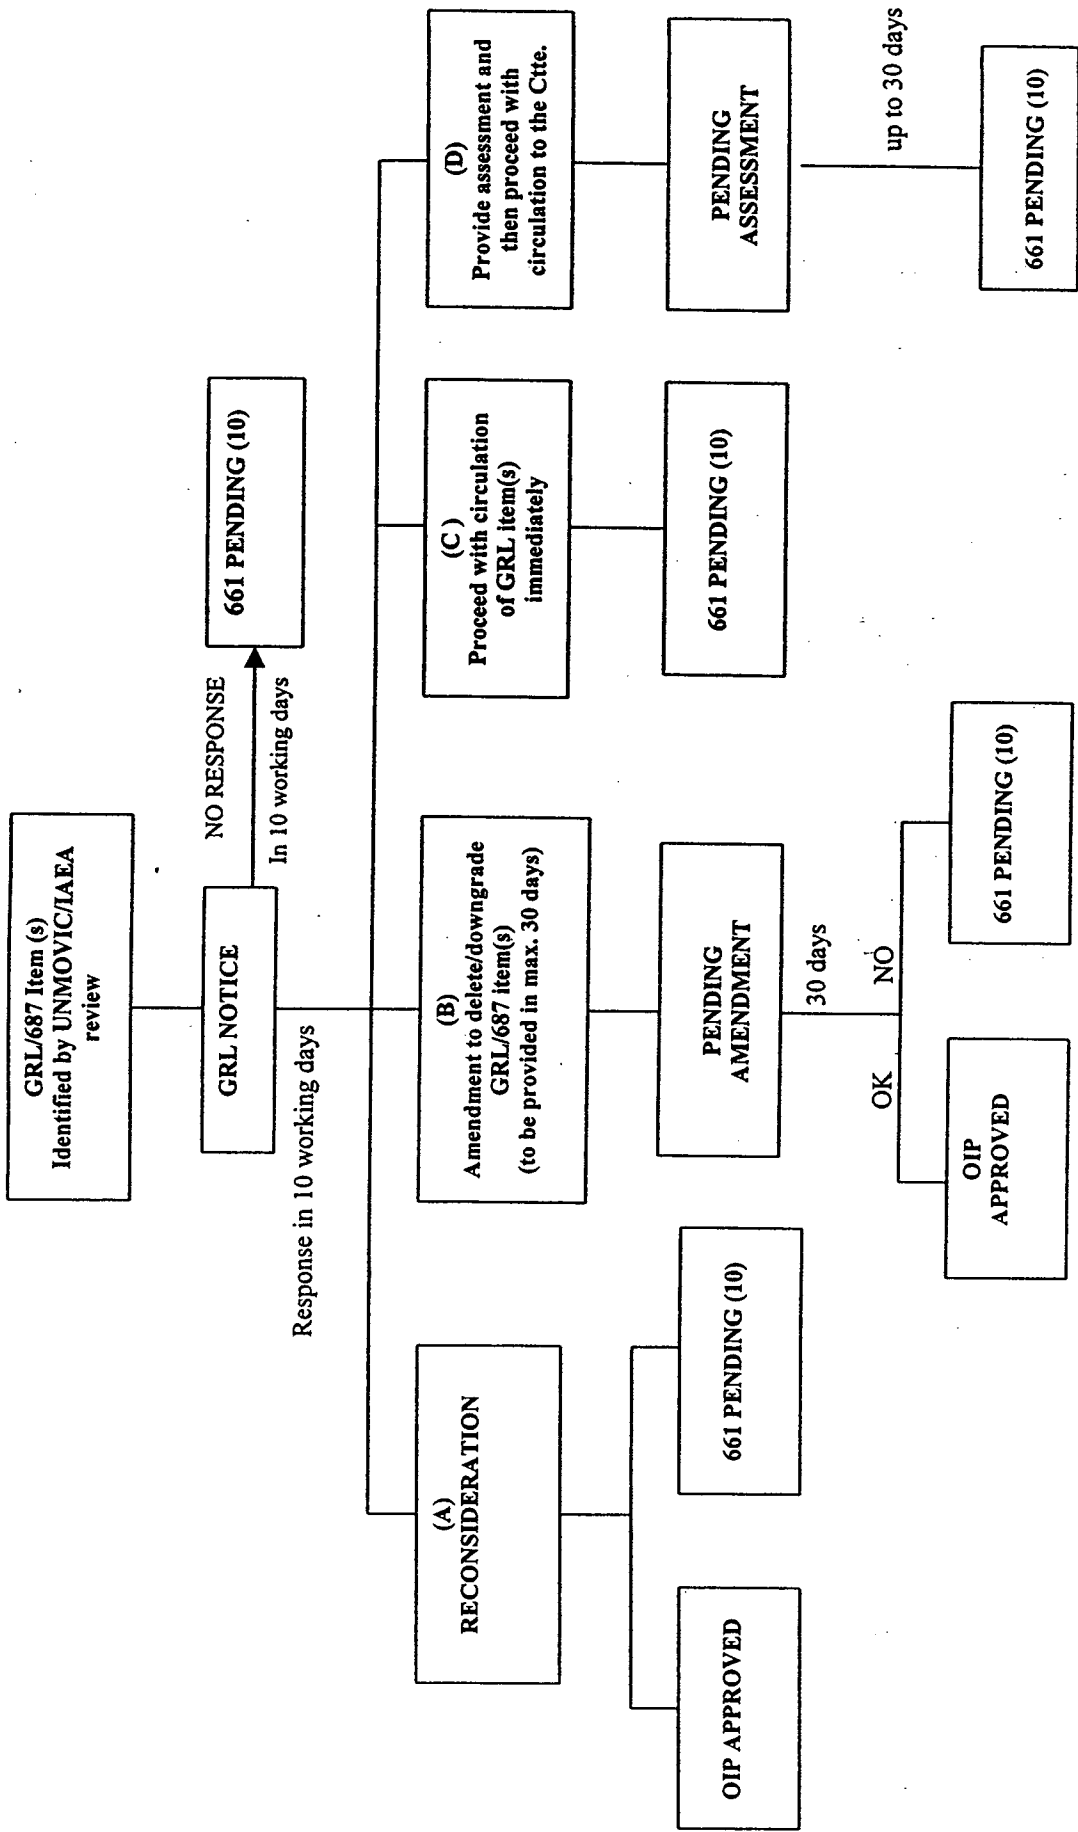 GRL/687 Item (s)
Identified by UNMOVIC/IAEA
review
GRL NOTICE
NO RESPONSE
In 10 working days
661 PENDING (10)
Response in 10 working days
(A)
RECONSIDERATION
(B)
Amendment to delete/downgrade
GRL/687 item(s)
(to be provided in max. 30 days)
(C )
Proceed with circulation
of GRL item(s)
immediately
(D)
Provide assessment and
then proceed with
circulation to the Ctte.
OIP APPROVED
661 PENDING (10)
PENDING
AMENDMENT
661 PENDING (10)
PENDING
ASSESSMENT
30 days
OK
NO
up to 30 days
OIP
APPROVED
661 PENDING (10)
661 PENDING (10)